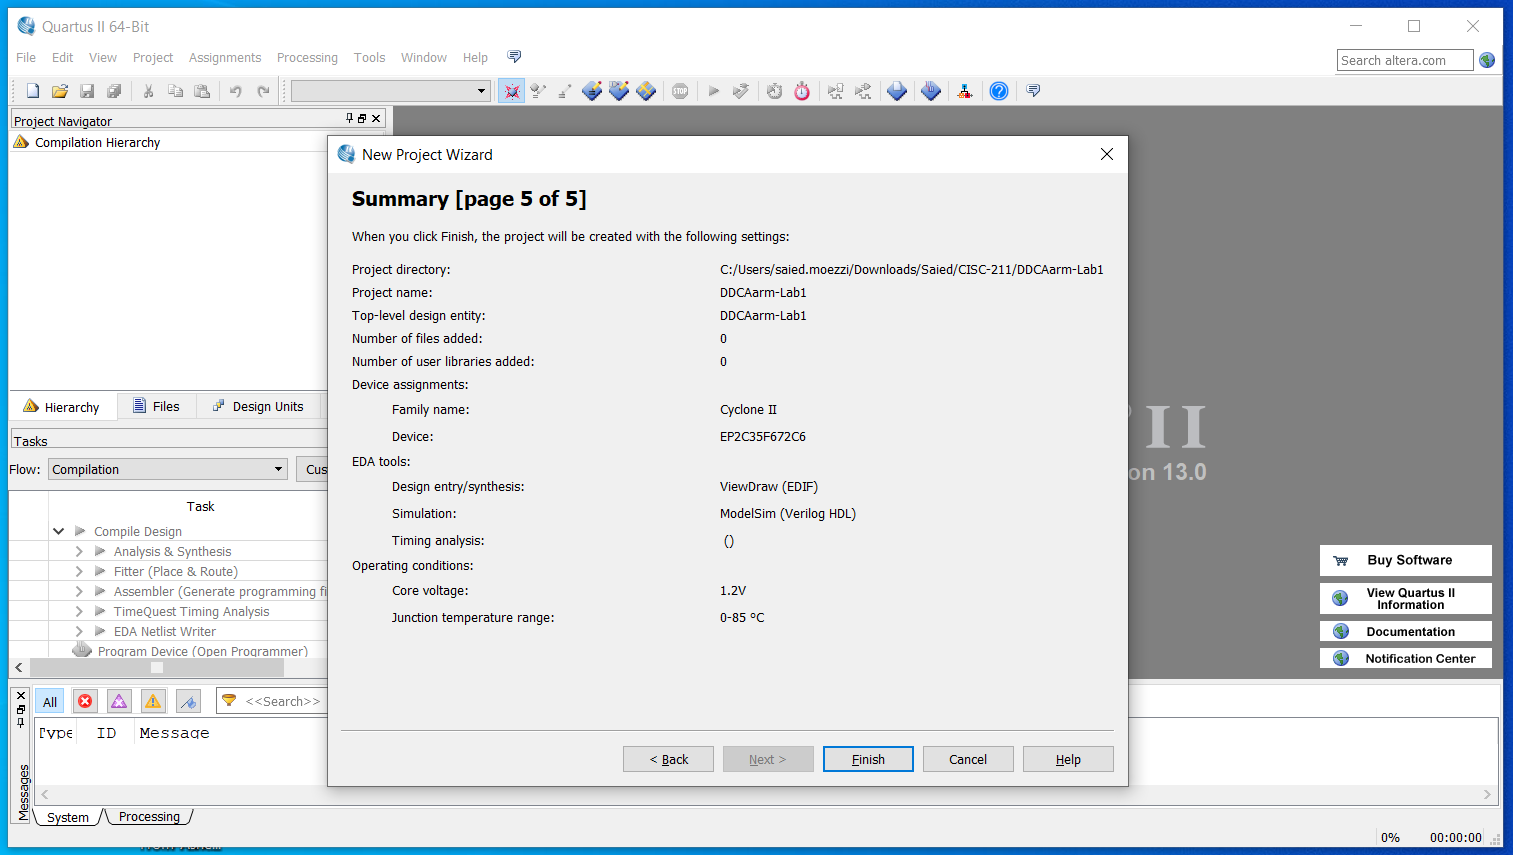 Quartus II 64-Bit
File Edit View Project Assignments Processing Tools Window Help
Search altera.com
STOP
Project Navigator
Compilation Hierarchy
Hierarchy Files Design Units
Tasks
Flow: Compilation Cus
Task
Compile Design
Analysis & Synthesis
Fitter (Place & Route)
Assembler (Generate programming fi
TimeQuest Timing Analysis
EDA Netlist Writer
Program Device (Open Programmer)
New Project Wizard
Summary [page 5 of 5]
When you click Finish, the project will be created with the following settings:
Project directory: C:/Users/saied.moezzi/Downloads/Saied/CISC-211/DDCAarm-Lab1
Project name: DDCAarm-Lab1
Top-level design entity: DDCAarm-Lab1
Number of files added: 0
Number of user libraries added: 0
Device assignments:
Family name: Cyclone II
Device: EP2C35F672C6
EDA tools:
Design entry/synthesis: ViewDraw (EDIF)
Simulation: ModelSim (Verilog HDL)
Timing analysis: ()
Operating conditions:
Core voltage: 1.2V
Junction temperature range: 0-85 ºC
< Back Next > Finish Cancel Help
II
on 13.0
Buy Software
View Quartus II
Information
Documentation
Notification Center
All <<Search>>
Type ID Message
Messages
System Processing
0% 00:00:00